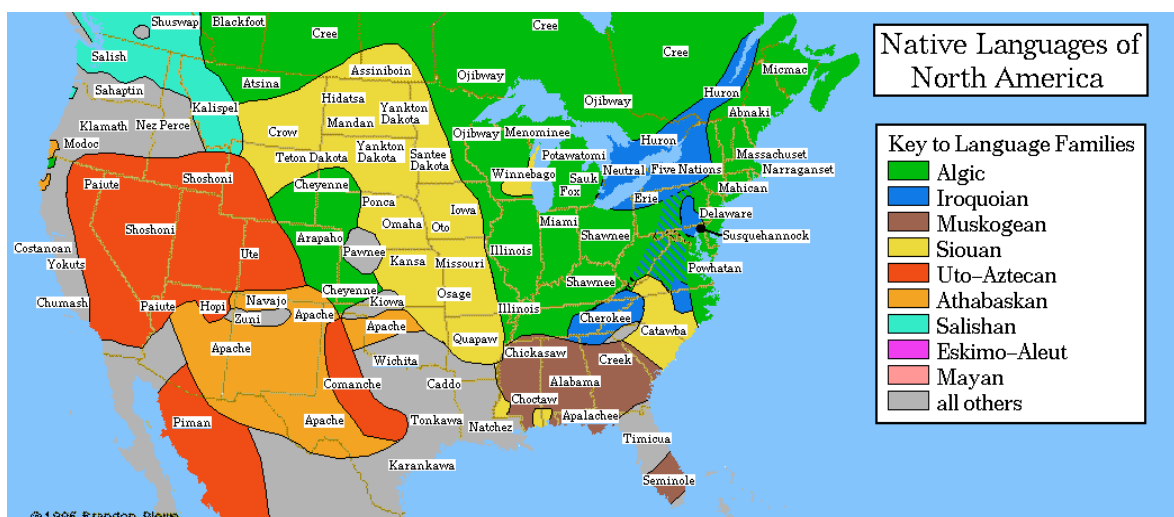 Native Languages of
North America
Key to Language Families
Algic
Iroquoian
Muskogean
Siouan
Uto-Aztecan
Athabaskan
Salishan
Eskimo-Aleut
Mayan
all others
Shuswap
Blackfoot
Cree
Cree
Salish
Assiniboin
Micmac
Atsina
Ojibway
Huron
Sahaptin
Kalispel
Hidatsa
Ojibway
Abnaki
Klamath
Nez Perce
Crow
Mandan
Yankton
Dakota
Ojibway
Menominee
Huron
Modoc
Teton Dakota
Yankton
Dakota
Santee
Dakota
Potawatomi
Massachuset
Narraganset
Paiute
Shoshoni
Cheyenne
Winnebago
Sauk
Fox
Neutral
Five Nations
Mahican
Ponca
Iowa
Erie
Delaware
Shoshoni
Omaha
Oto
Miami
Susquehannock
Costanoan
Yokuts
Ute
Arapaho
Pawnee
Kansa
Missouri
Illinois
Shawnee
Powhatan
Chumash
Paiute
Hopi
Navajo
Cheyenne
Kiowa
Osage
Shawnee
Illinois
Zuni
Apache
Apache
Cherokee
Catawba
Apache
Quapaw
Chickasaw
Creek
Wichita
Comanche
Caddo
Alabama
Choctaw
Piman
Apache
Tonkawa
Natchez
Apalachee
Timicua
Karankawa
Seminole